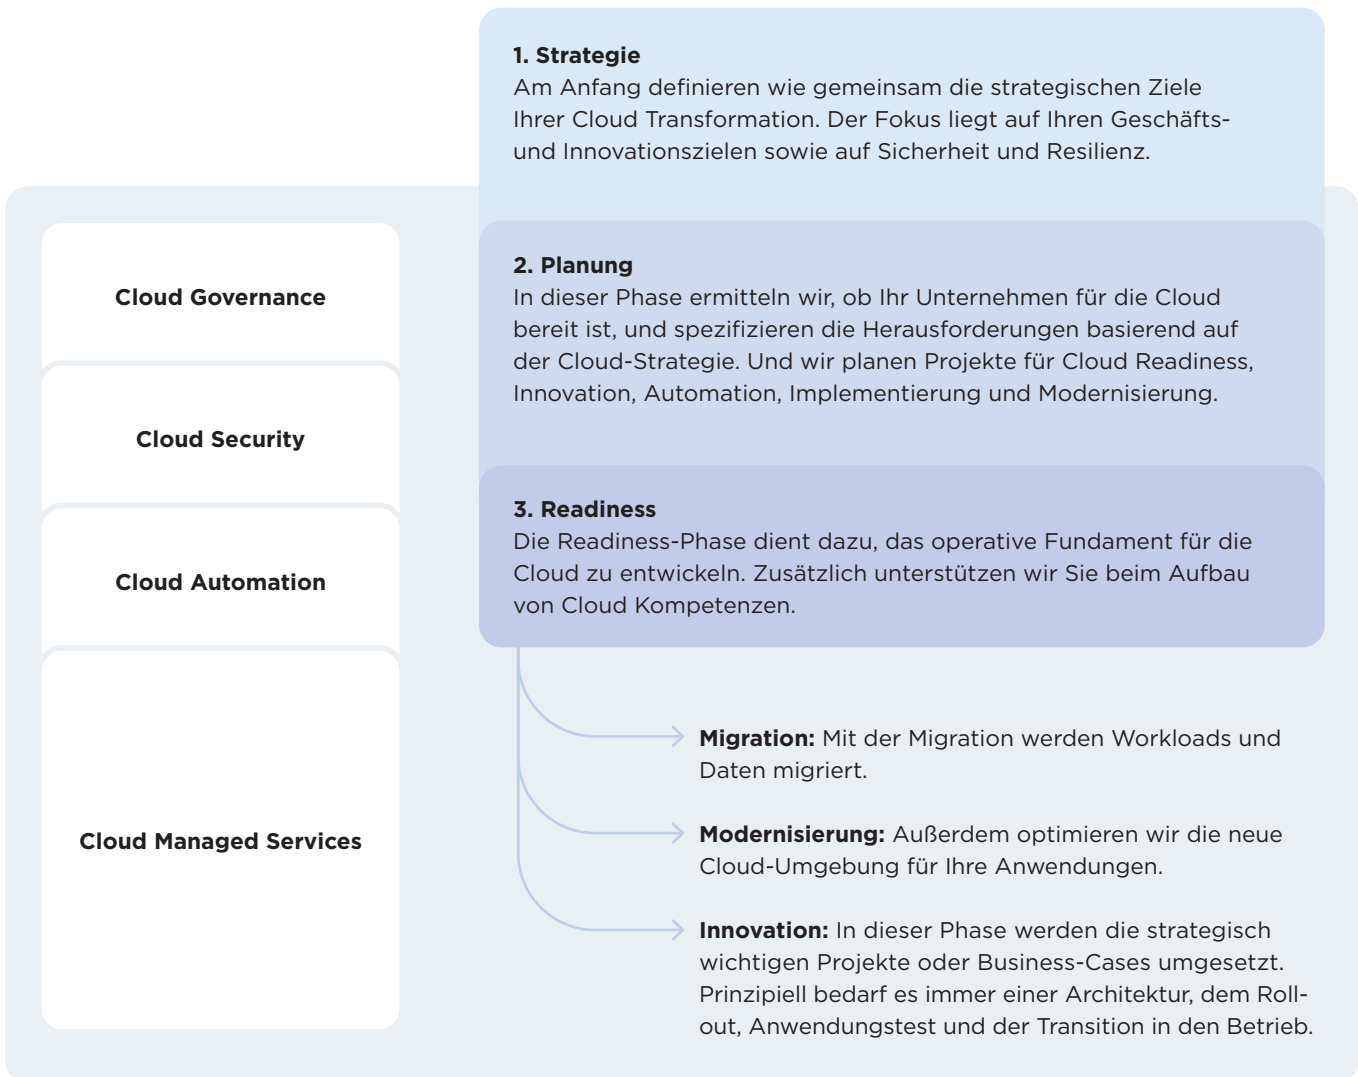 1. Strategie
Am Anfang definieren wie gemeinsam die strategischen Ziele
Ihrer Cloud Transformation. Der Fokus liegt auf Ihren Geschäfts-
und Innovationszielen sowie auf Sicherheit und Resilienz.
Cloud Governance
Cloud Security
Cloud Automation
Cloud Managed Services
2. Planung
In dieser Phase ermitteln wir, ob Ihr Unternehmen für die Cloud
bereit ist, und spezifizieren die Herausforderungen basierend auf
der Cloud-Strategie. Und wir planen Projekte für Cloud Readiness,
Innovation, Automation, Implementierung und Modernisierung.
3. Readiness
Die Readiness-Phase dient dazu, das operative Fundament für die
Cloud zu entwickeln. Zusätzlich unterstützen wir Sie beim Aufbau
von Cloud Kompetenzen.
Migration: Mit der Migration werden Workloads und
Daten migriert.
Modernisierung: Außerdem optimieren wir die neue
Cloud-Umgebung für Ihre Anwendungen.
Innovation: In dieser Phase werden die strategisch
wichtigen Projekte oder Business-Cases umgesetzt.
Prinzipiell bedarf es immer einer Architektur, dem Roll-
out, Anwendungstest und der Transition in den Betrieb.